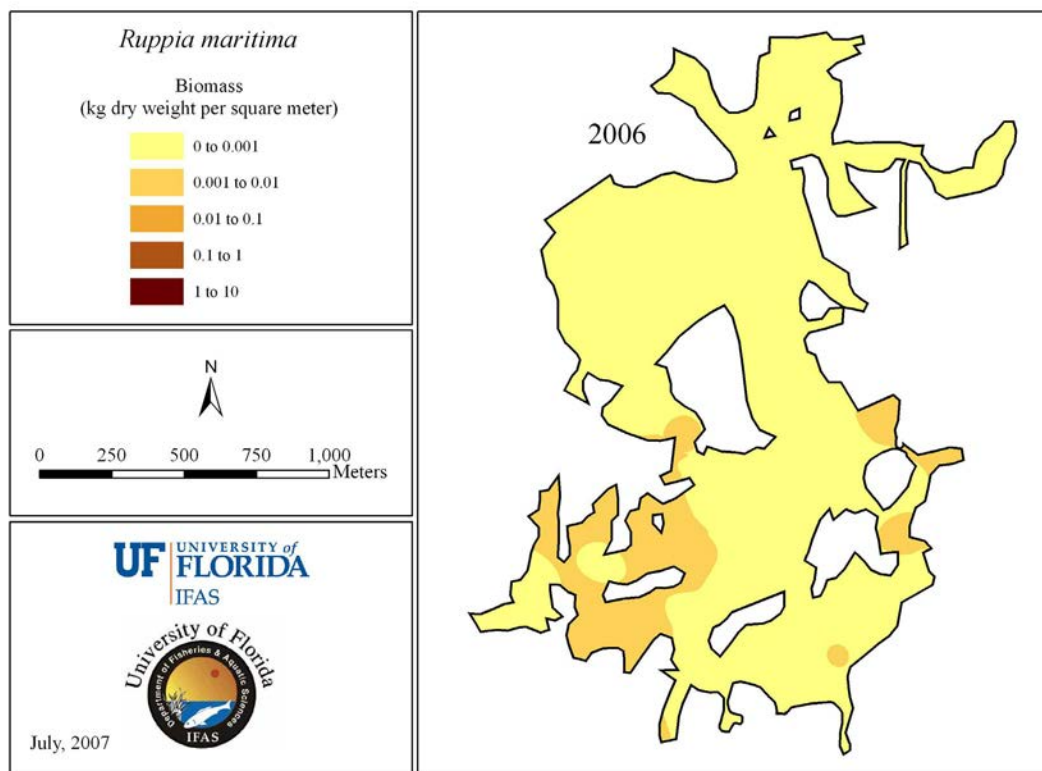 Ruppia maritima
Biomass
(kg dry weight per square meter)
0 to 0.001
0.001 to 0.01
0.01 to 0.1
0.1 to 1
1 to 10
N
0 250 500 750 1,000
Meters
UF UNIVERSITY of
FLORIDA
IFAS
University of Florida
Department of Fisheries & Aquatic Sciences
IFAS
July, 2007
2006